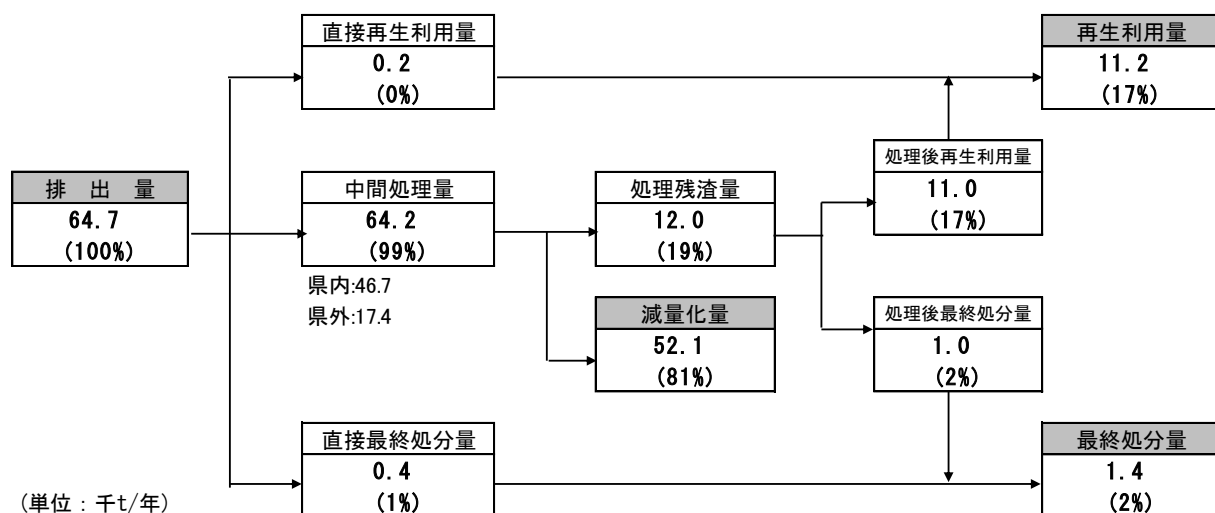 直接再生利用量
0.2
(0%)
再生利用量
11.2
(17%)
処理後再生利用量
11.0
(17%)
排 出 量
64.7
(100%)
中間処理量
64.2
(99%)
県内:46.7
県外:17.4
処理残渣量
12.0
(19%)
減量化量
52.1
(81%)
処理後最終処分量
1.0
(2%)
直接最終処分量
0.4
(1%)
最終処分量
1.4
(2%)
(単位：千t/年)